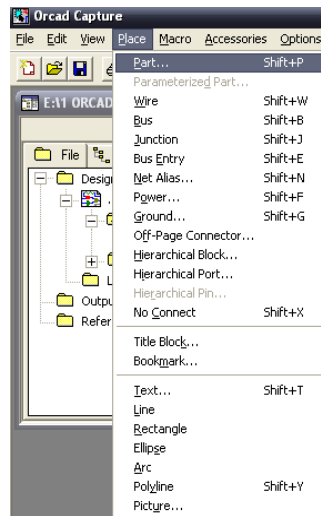 Orcad Capture
File Edit View Place Macro Accessories Options
E:\1 ORCAD
File
Desig
Outpu
Refer
Part... Shift+P
Parameterized Part...
Wire Shift+W
Bus Shift+B
Junction Shift+J
Bus Entry Shift+E
Net Alias... Shift+N
Power... Shift+F
Ground... Shift+G
Off-Page Connector...
Hierarchical Block...
Hierarchical Port...
Hierarchical Pin...
No Connect Shift+X
Title Block...
Bookmark...
Text... Shift+T
Line
Rectangle
Ellipse
Arc
Polyline Shift+Y
Picture...